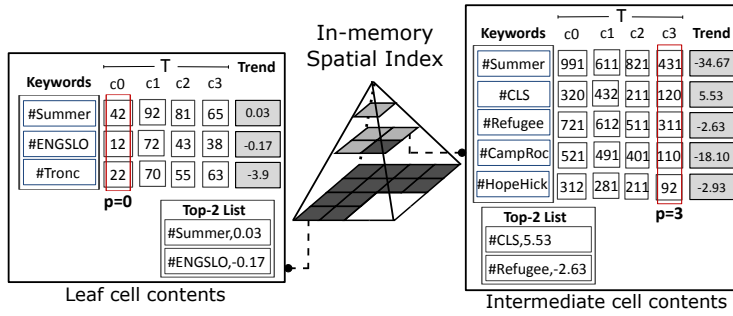 In-memory
Spatial Index
T
Keywords c0 c1 c2 c3 Trend
#Summer 42 92 81 65 0.03
#ENGSLO 12 72 43 38 -0.17
#Tronc 22 70 55 63 -3.9
p=0
Top-2 List
#Summer,0.03
#ENGSLO,-0.17
Leaf cell contents
T
Keywords c0 c1 c2 c3 Trend
#Summer 991 611 821 431 -34.67
#CLS 320 432 211 120 5.53
#Refugee 721 612 511 311 -2.63
#CampRoc 521 491 401 110 -18.10
#HopeHick 312 281 211 92 -2.93
p=3
Top-2 List
#CLS,5.53
#Refugee,-2.63
Intermediate cell contents